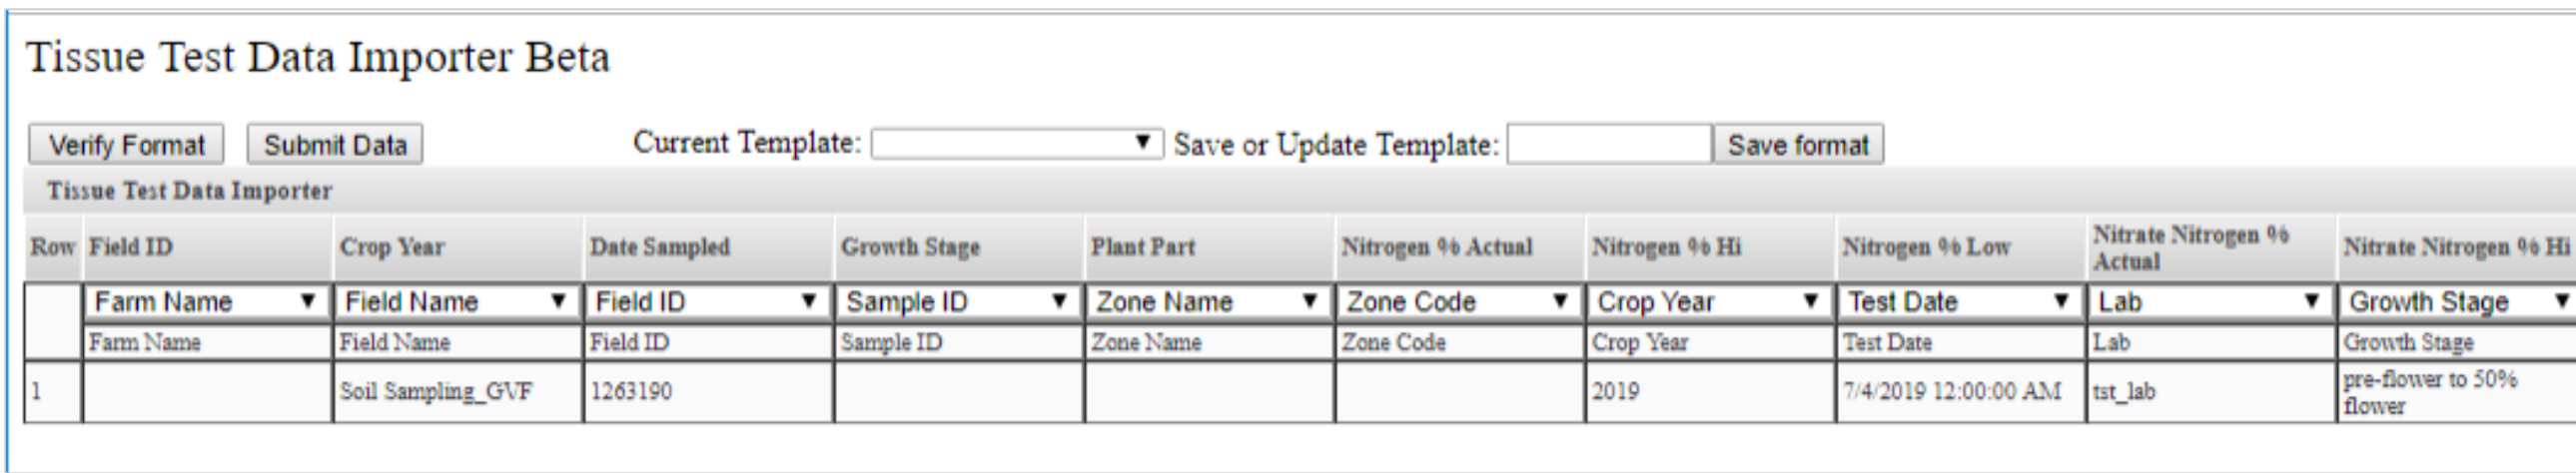 Tissue Test Data Importer Beta
Verify Format Submit Data Current Template: Save or Update Template: Save format
Tissue Test Data Importer
Row Field ID Crop Year Date Sampled Growth Stage Plant Part Nitrogen % Actual Nitrogen % Hi Nitrogen % Low Nitrate Nitrogen % Actual Nitrate Nitrogen % Hi
Farm Name Field Name Field ID Sample ID Zone Name Zone Code Crop Year Test Date Lab Growth Stage
Farm Name Field Name Field ID Sample ID Zone Name Zone Code Crop Year Test Date Lab Growth Stage
1 Soil Sampling_GVF 1263190 2019 7/4/2019 12:00:00 AM tst_lab pre-flower to 50% flower